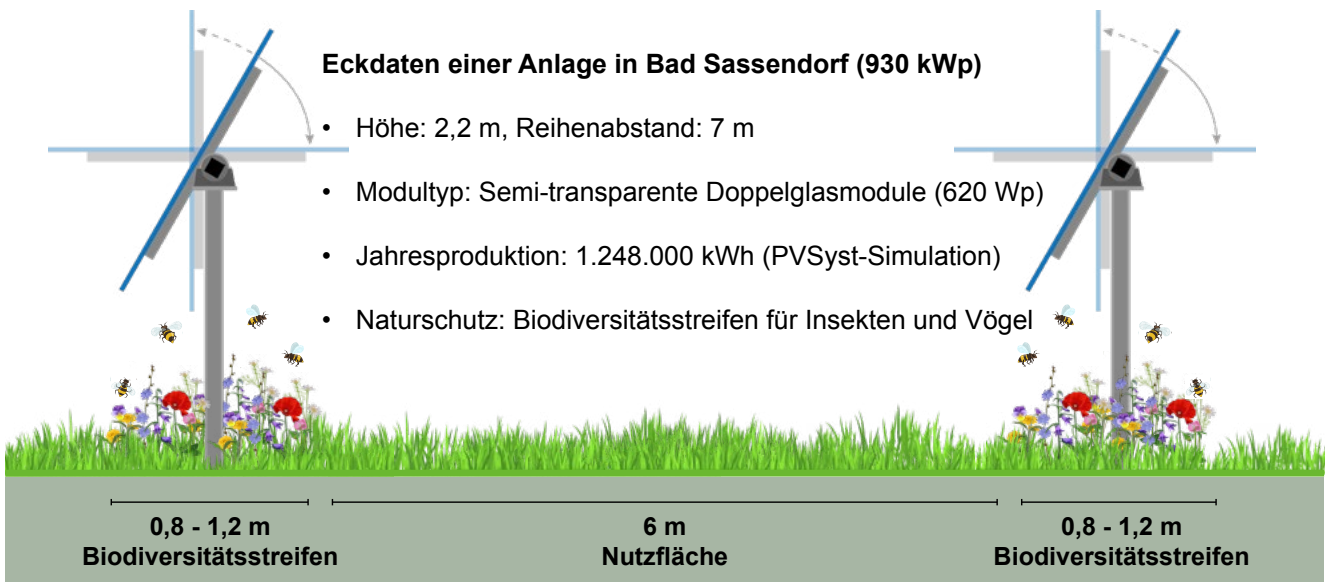 Eckdaten einer Anlage in Bad Sassendorf (930 kWp)
• Höhe: 2,2 m, Reihenabstand: 7 m
• Modultyp: Semi-transparente Doppelglasmodule (620 Wp)
• Jahresproduktion: 1.248.000 kWh (PVSyst-Simulation)
• Naturschutz: Biodiversitätsstreifen für Insekten und Vögel
0,8 - 1,2 m
Biodiversitätsstreifen
6 m
Nutzfläche
0,8 - 1,2 m
Biodiversitätsstreifen